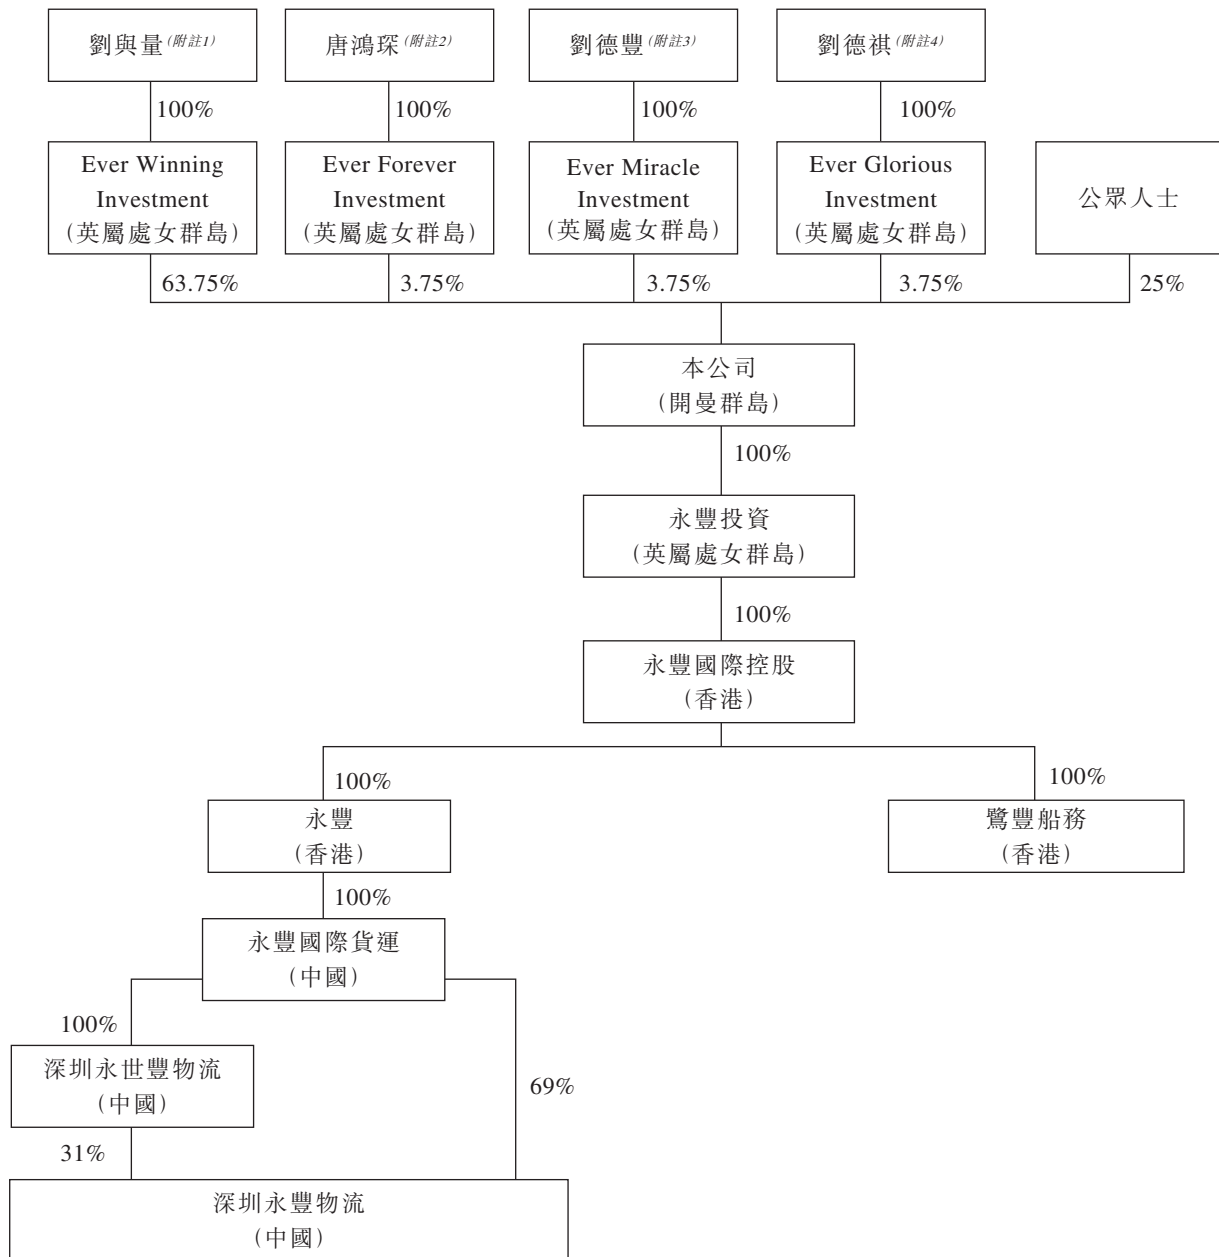 劉與量(附註1)
唐鴻琛(附註2)
劉德豐(附註3)
劉德祺(附註4)
100%
100%
100%
100%
Ever Winning
Investment
(英屬處女群島)
Ever Forever
Investment
(英屬處女群島)
Ever Miracle
Investment
(英屬處女群島)
Ever Glorious
Investment
(英屬處女群島)
公眾人士
63.75%
3.75%
3.75%
3.75%
25%
本公司
(開曼群島)
100%
永豐投資
(英屬處女群島)
100%
永豐國際控股
(香港)
100%
100%
永豐
(香港)
鷺豐船務
(香港)
100%
永豐國際貨運
(中國)
100%
深圳永世豐物流
(中國)
69%
31%
深圳永豐物流
(中國)